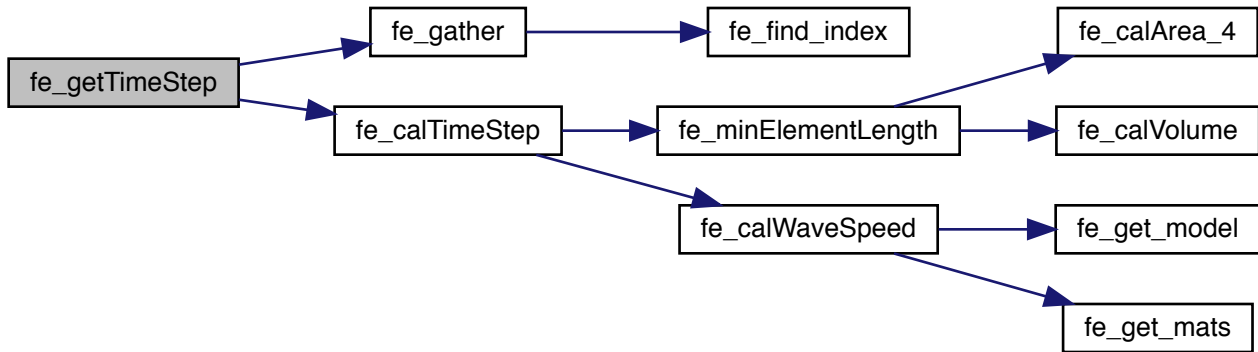 fe_getTimeStep
fe_gather
fe_find_index
fe_calTimeStep
fe_minElementLength
fe_calArea_4
fe_calVolume
fe_calWaveSpeed
fe_get_model
fe_get_mats